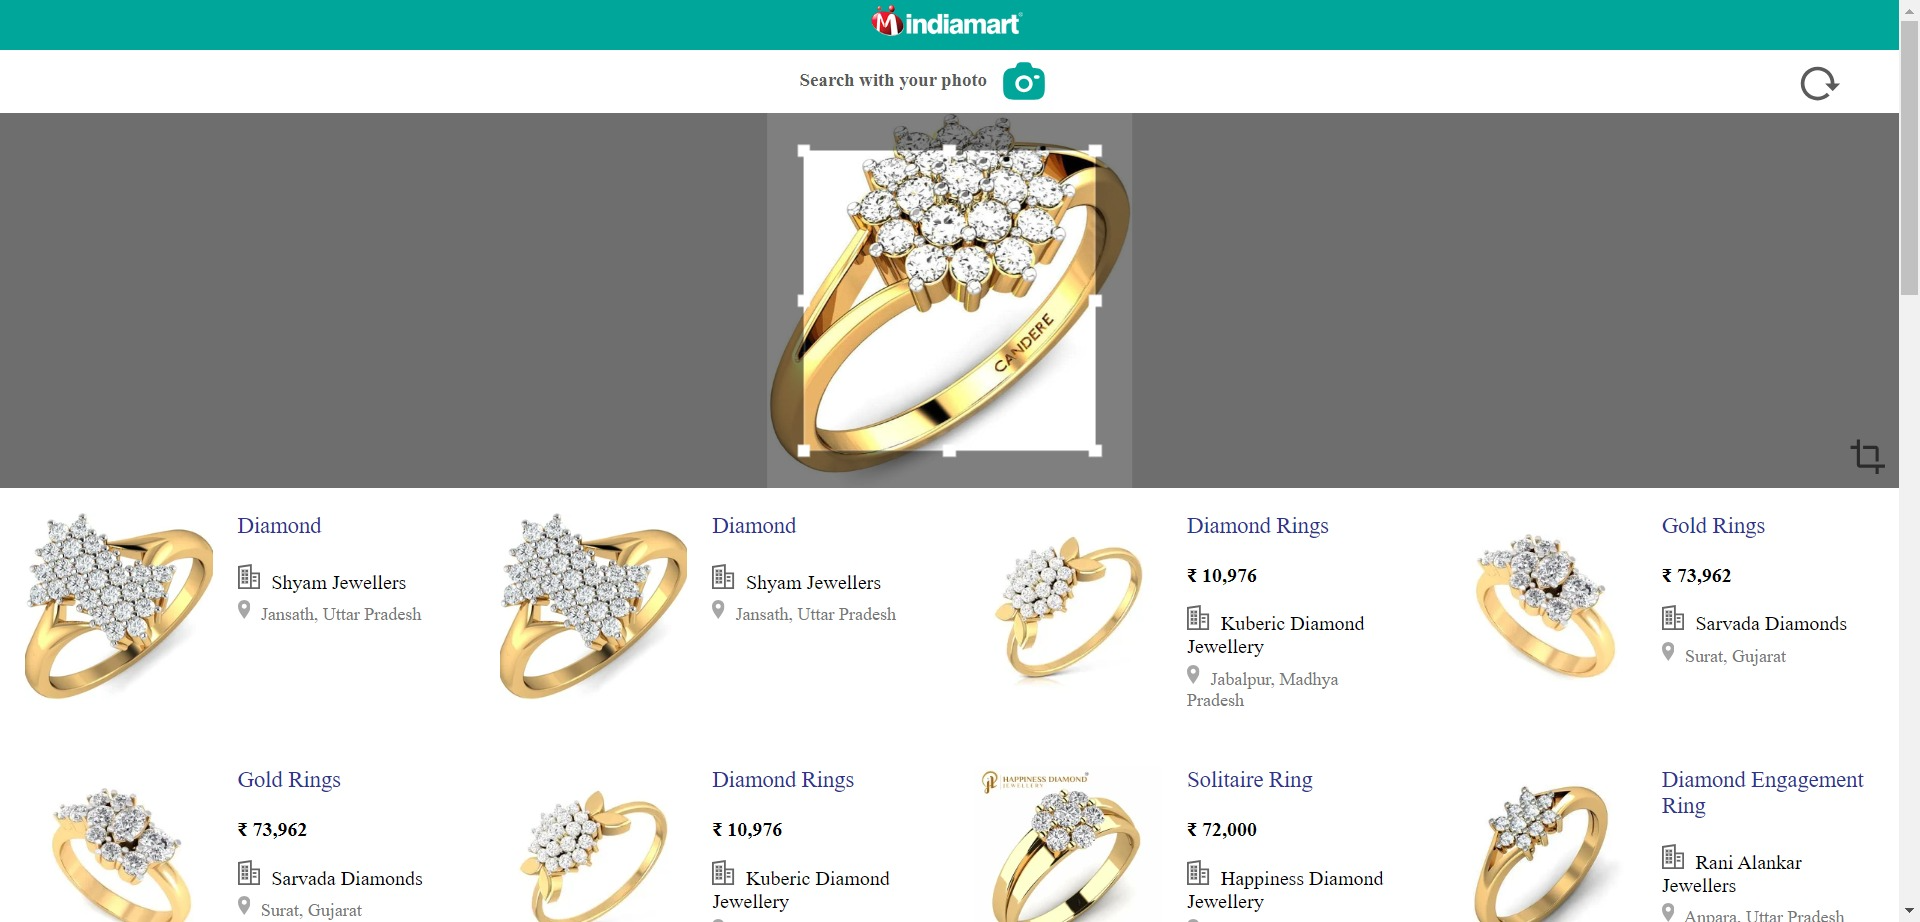 indiamart
Search with your photo
CANDERE
Diamond
Shyam Jewellers
Jansath, Uttar Pradesh
Diamond
Shyam Jewellers
Jansath, Uttar Pradesh
Diamond Rings
₹ 10,976
Kuberic Diamond
Jewellery
Jabalpur, Madhya
Pradesh
Gold Rings
₹ 73,962
Sarvada Diamonds
Surat, Gujarat
Gold Rings
₹ 73,962
Sarvada Diamonds
Surat, Gujarat
Diamond Rings
₹ 10,976
Kuberic Diamond
Jewellery
HAPPINESS DIAMOND
JEWELLERY
Solitaire Ring
₹ 72,000
Happiness Diamond
Jewellery
Diamond Engagement
Ring
Rani Alankar
Jewellers
Anpara, Uttar Pradesh